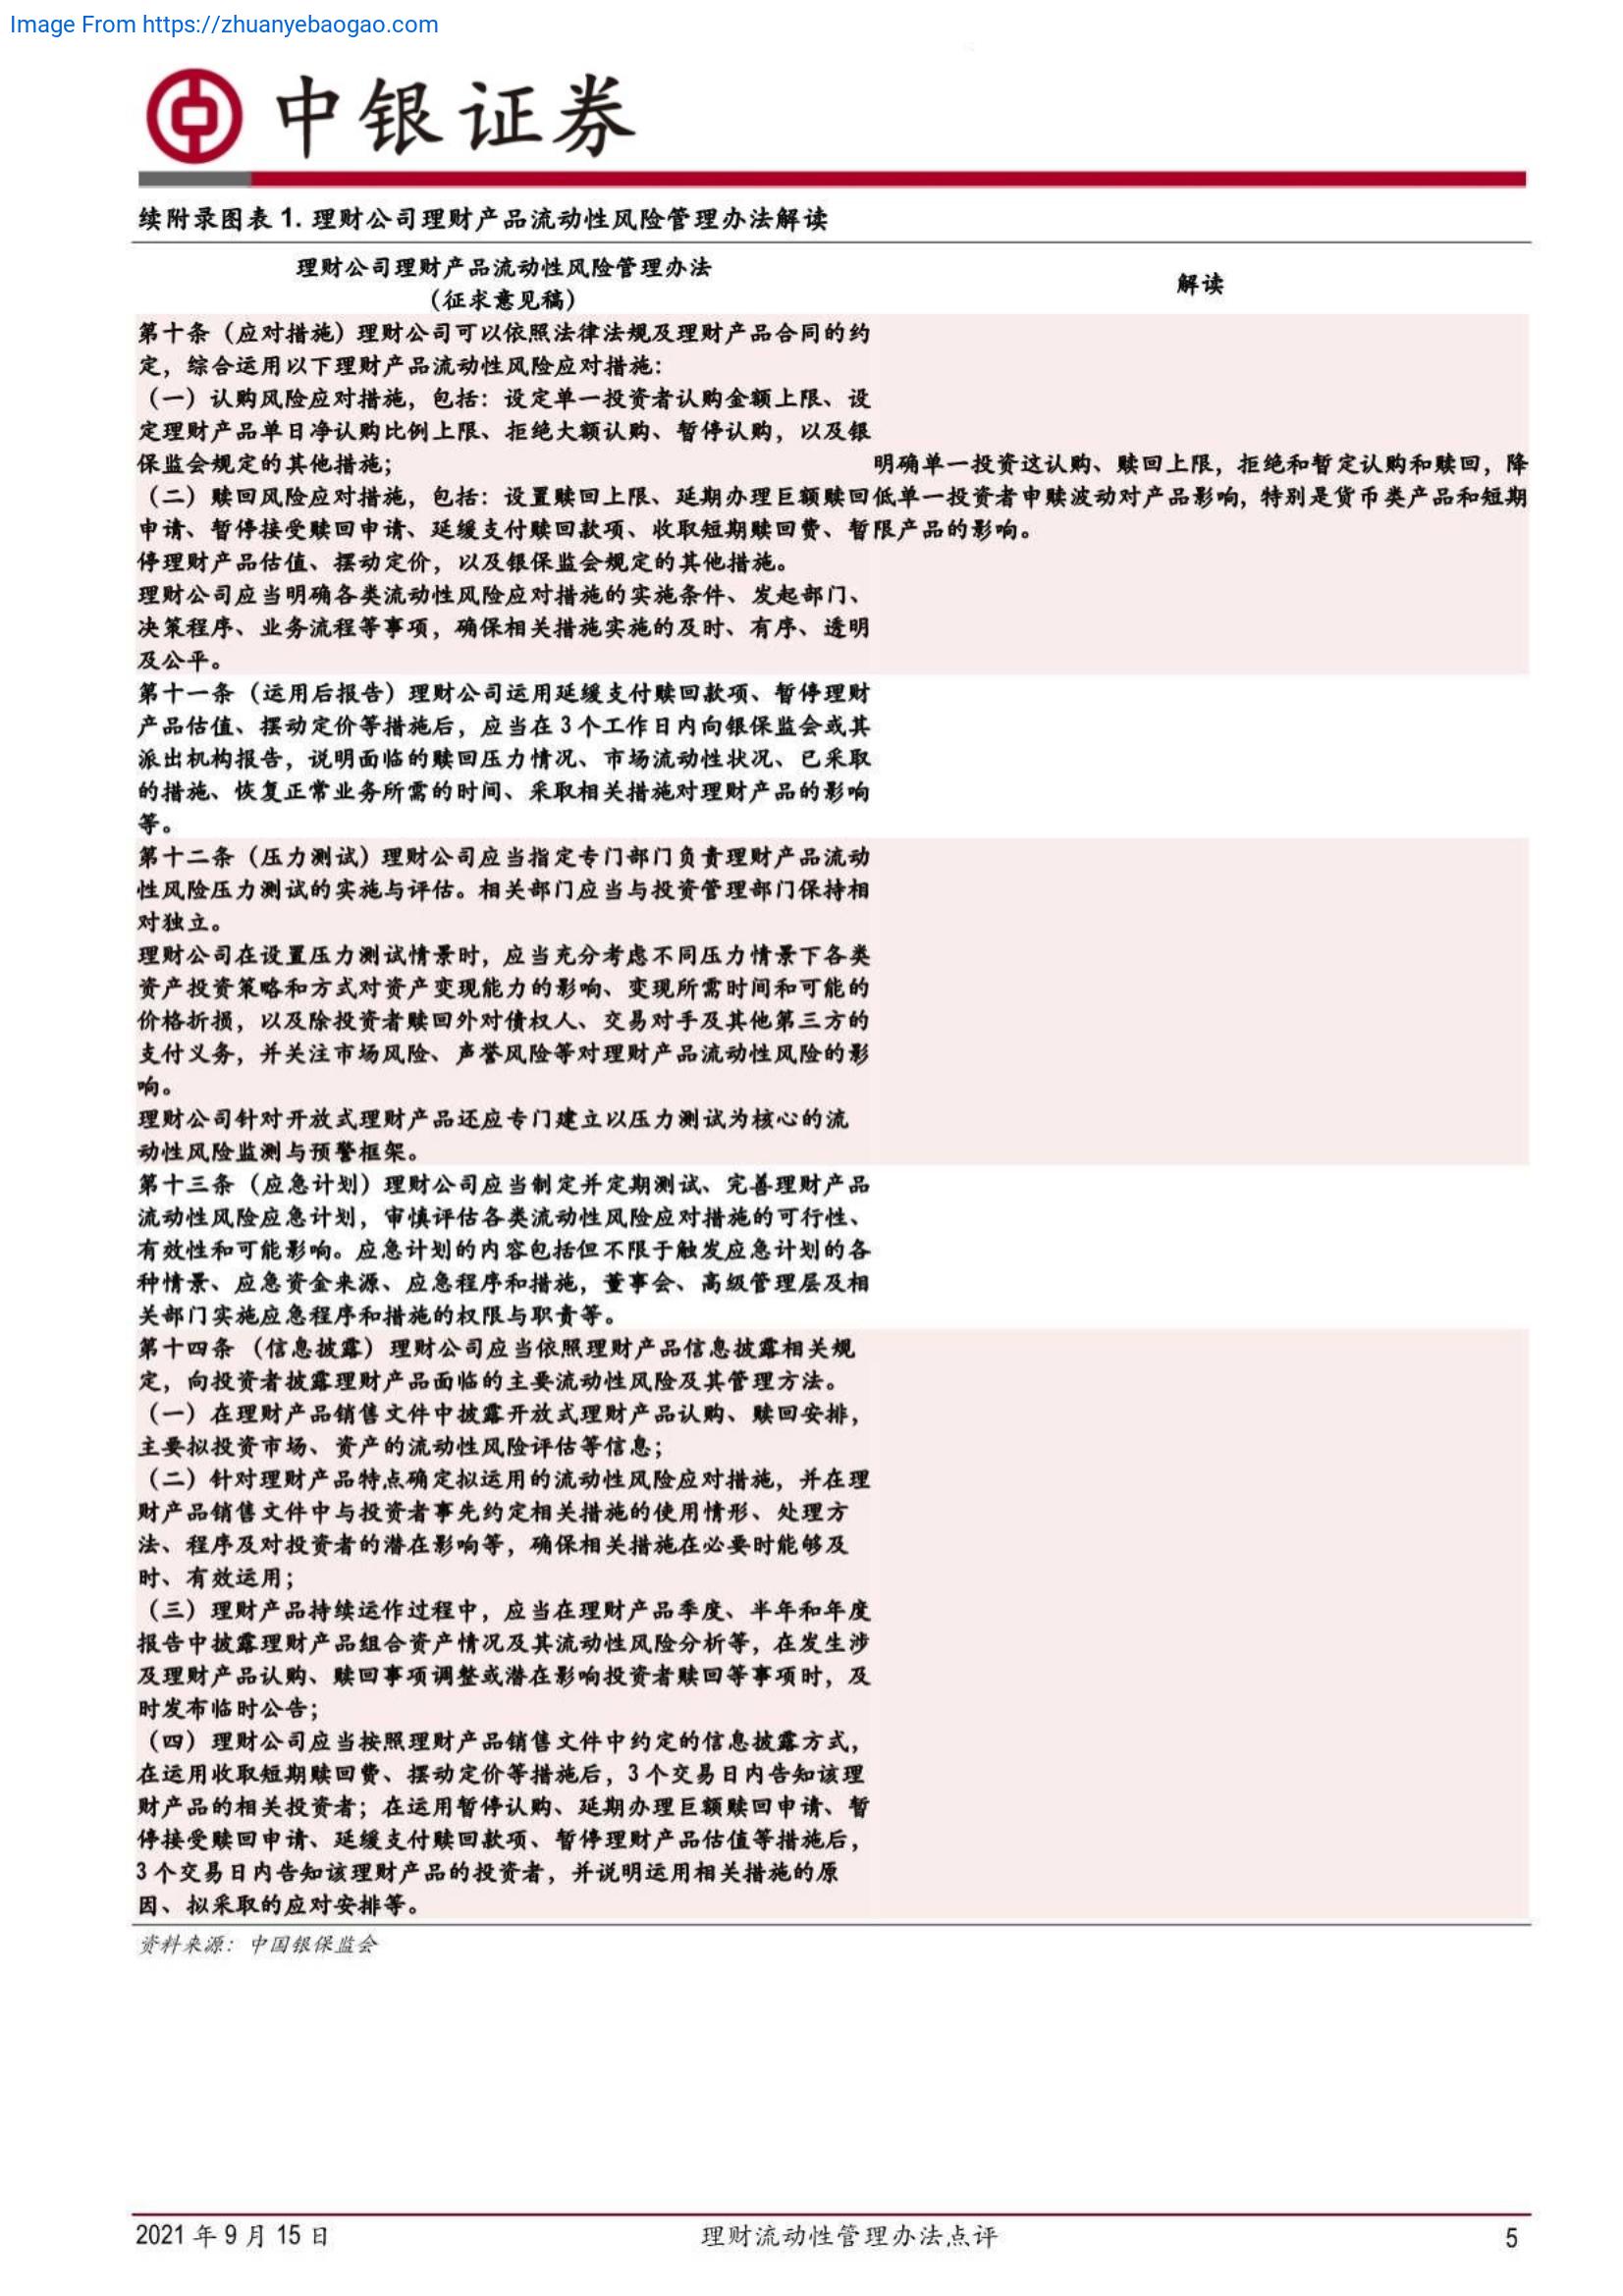 Image From https://zhuanyebaogao.com
中银证券
续附录图表 1. 理财公司理财产品流动性风险管理办法解读
理财公司理财产品流动性风险管理办法
（征求意见稿）
解读
第十条（应对措施）理财公司可以依照法律法规及理财产品合同的约
定，综合运用以下理财产品流动性风险应对措施：
（一）认购风险应对措施，包括：设定单一投资者认购金额上限、设
定理财产品单日净认购比例上限、拒绝大额认购、暂停认购，以及银
保监会规定的其他措施；
（二）赎回风险应对措施，包括：设置赎回上限、延期办理巨额赎回
申请、暂停接受赎回申请、延缓支付赎回款项、收取短期赎回费、暂
停理财产品估值、摆动定价，以及银保监会规定的其他措施。
理财公司应当明确各类流动性风险应对措施的实施条件、发起部门、
决策程序、业务流程等事项，确保相关措施实施的及时、有序、透明
及公平。
明确单一投资这认购、赎回上限，拒绝和暂定认购和赎回，降
低单一投资者申赎波动对产品影响，特别是货币类产品和短期
限产品的影响。
第十一条（运用后报告）理财公司运用延缓支付赎回款项、暂停理财
产品估值、摆动定价等措施后，应当在 3 个工作日内向银保监会或其
派出机构报告，说明面临的赎回压力情况、市场流动性状况、已采取
的措施、恢复正常业务所需的时间、采取相关措施对理财产品的影响
等。
第十二条（压力测试）理财公司应当指定专门部门负责理财产品流动
性风险压力测试的实施与评估。相关部门应当与投资管理部门保持相
对独立。
理财公司在设置压力测试情景时，应当充分考虑不同压力情景下各类
资产投资策略和方式对资产变现能力的影响、变现所需时间和可能的
价格折损，以及除投资者赎回外对债权人、交易对手及其他第三方的
支付义务，并关注市场风险、声誉风险等对理财产品流动性风险的影
响。
理财公司针对开放式理财产品还应专门建立以压力测试为核心的流
动性风险监测与预警框架。
第十三条（应急计划）理财公司应当制定并定期测试、完善理财产品
流动性风险应急计划，审慎评估各类流动性风险应对措施的可行性、
有效性和可能影响。应急计划的内容包括但不限于触发应急计划的各
种情景、应急资金来源、应急程序和措施，董事会、高级管理层及相
关部门实施应急程序和措施的权限与职责等。
第十四条（信息披露）理财公司应当依照理财产品信息披露相关规
定，向投资者披露理财产品面临的主要流动性风险及其管理方法。
（一）在理财产品销售文件中披露开放式理财产品认购、赎回安排，
主要拟投资市场、资产的流动性风险评估等信息；
（二）针对理财产品特点确定拟运用的流动性风险应对措施，并在理
财产品销售文件中与投资者事先约定相关措施的使用情形、处理方
法、程序及对投资者的潜在影响等，确保相关措施在必要时能够及
时、有效运用；
（三）理财产品持续运作过程中，应当在理财产品季度、半年和年度
报告中披露理财产品组合资产情况及其流动性风险分析等，在发生涉
及理财产品认购、赎回事项调整或潜在影响投资者赎回等事项时，及
时发布临时公告；
（四）理财公司应当按照理财产品销售文件中约定的信息披露方式，
在运用收取短期赎回费、摆动定价等措施后，3 个交易日内告知该理
财产品的相关投资者；在运用暂停认购、延期办理巨额赎回申请、暂
停接受赎回申请、延缓支付赎回款项、暂停理财产品估值等措施后，
3 个交易日内告知该理财产品的投资者，并说明运用相关措施的原
因、拟采取的应对安排等。
资料来源：中国银保监会
2021 年 9 月 15 日
理财流动性管理办法点评
5